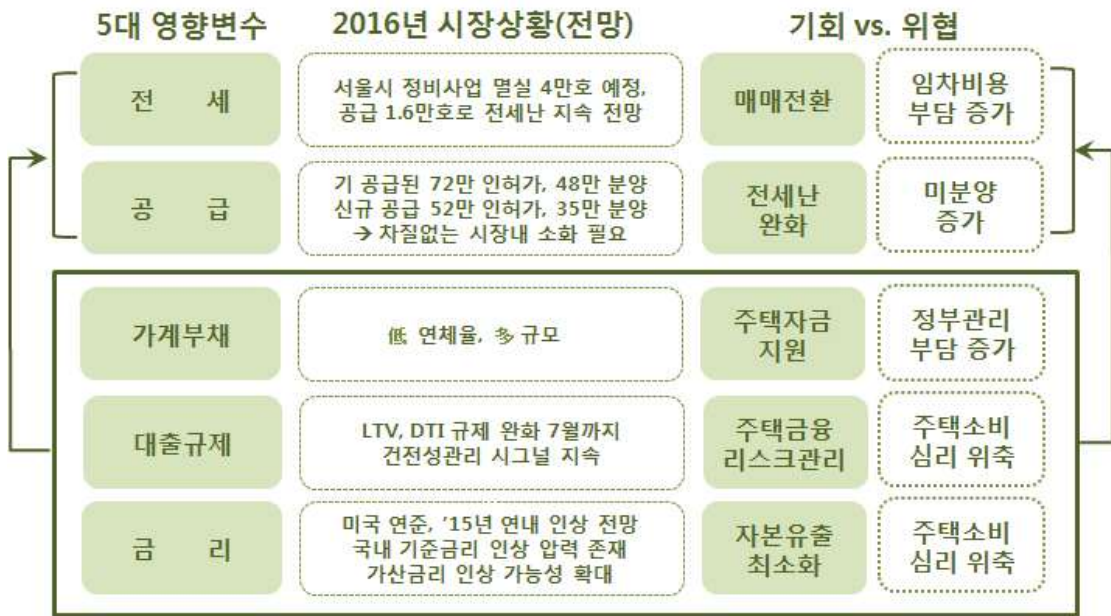 5대 영향변수
2016년 시장상황(전망)
기회 vs. 위협
전 세
서울시 정비사업 멸실 4만호 예정,
공급 1.6만호로 전세난 지속 전망
매매전환
임차비용
부담 증가
공 급
기 공급된 72만 인허가, 48만 분양
신규 공급 52만 인허가, 35만 분양
→ 차질없는 시장내 소화 필요
전세난
완화
미분양
증가
가계부채
低 연체율, 多 규모
주택자금
지원
정부관리
부담 증가
대출규제
LTV, DTI 규제 완화 7월까지
건전성관리 시그널 지속
주택금융
리스크관리
주택소비
심리 위축
금 리
미국 연준, '15년 연내 인상 전망
국내 기준금리 인상 압력 존재
가산금리 인상 가능성 확대
자본유출
최소화
주택소비
심리 위축